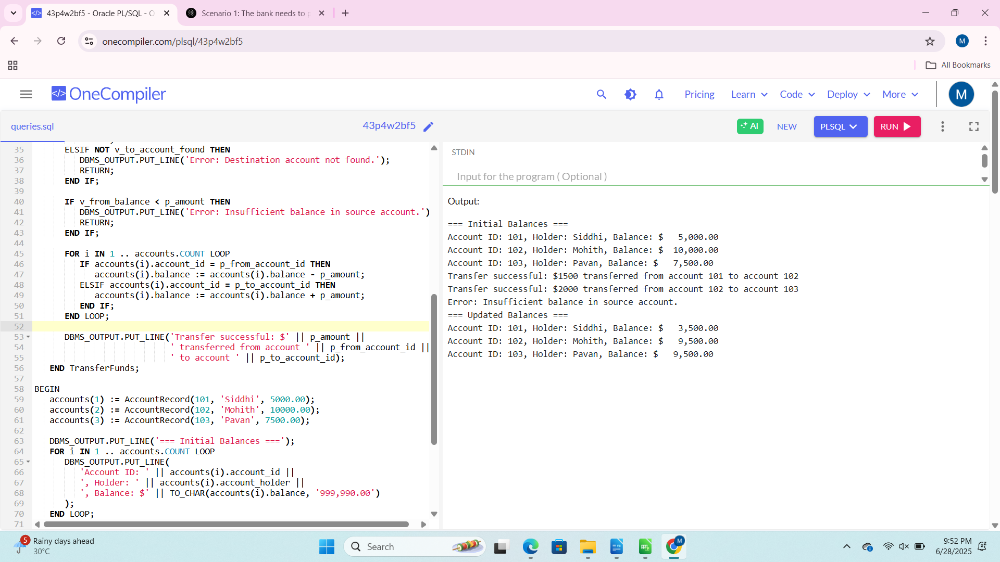 43p4w2bf5 - Oracle PL/SQL - O
Scenario 1: The bank needs to p
onecompiler.com/plsql/43p4w2bf5
M
All Bookmarks
</> OneCompiler
Pricing
Learn
Code
Deploy
More
M
queries.sql
43p4w2bf5
AI
NEW
PLSQL
RUN
35 ELSIF NOT v_to_account_found THEN
36 DBMS_OUTPUT.PUT_LINE('Error: Destination account not found.');
37 RETURN;
38 END IF;
39
40 IF v_from_balance < p_amount THEN
41 DBMS_OUTPUT.PUT_LINE('Error: Insufficient balance in source account.')
42 RETURN;
43 END IF;
44
45 FOR i IN 1 .. accounts.COUNT LOOP
46 IF accounts(i).account_id = p_from_account_id THEN
47 accounts(i).balance := accounts(i).balance - p_amount;
48 ELSIF accounts(i).account_id = p_to_account_id THEN
49 accounts(i).balance := accounts(i).balance + p_amount;
50 END IF;
51 END LOOP;
52
53 DBMS_OUTPUT.PUT_LINE('Transfer successful: $' || p_amount ||
54 ' transferred from account ' || p_from_account_id ||
55 ' to account ' || p_to_account_id);
56 END TransferFunds;
57
58 BEGIN
59 accounts(1) := AccountRecord(101, 'Siddhi', 5000.00);
60 accounts(2) := AccountRecord(102, 'Mohith', 10000.00);
61 accounts(3) := AccountRecord(103, 'Pavan', 7500.00);
62
63 DBMS_OUTPUT.PUT_LINE('=== Initial Balances ===');
64 FOR i IN 1 .. accounts.COUNT LOOP
65 DBMS_OUTPUT.PUT_LINE(
66 'Account ID: ' || accounts(i).account_id ||
67 ', Holder: ' || accounts(i).account_holder ||
68 ', Balance: $' || TO_CHAR(accounts(i).balance, '999,990.00')
69 );
70 END LOOP;
71
STDIN
Input for the program ( Optional )
Output:
=== Initial Balances ===
Account ID: 101, Holder: Siddhi, Balance: $   5,000.00
Account ID: 102, Holder: Mohith, Balance: $  10,000.00
Account ID: 103, Holder: Pavan, Balance: $   7,500.00
Transfer successful: $1500 transferred from account 101 to account 102
Transfer successful: $2000 transferred from account 102 to account 103
Error: Insufficient balance in source account.
=== Updated Balances ===
Account ID: 101, Holder: Siddhi, Balance: $   3,500.00
Account ID: 102, Holder: Mohith, Balance: $   9,500.00
Account ID: 103, Holder: Pavan, Balance: $   9,500.00
5
Rainy days ahead
30°C
Search
M
9:52 PM
6/28/2025